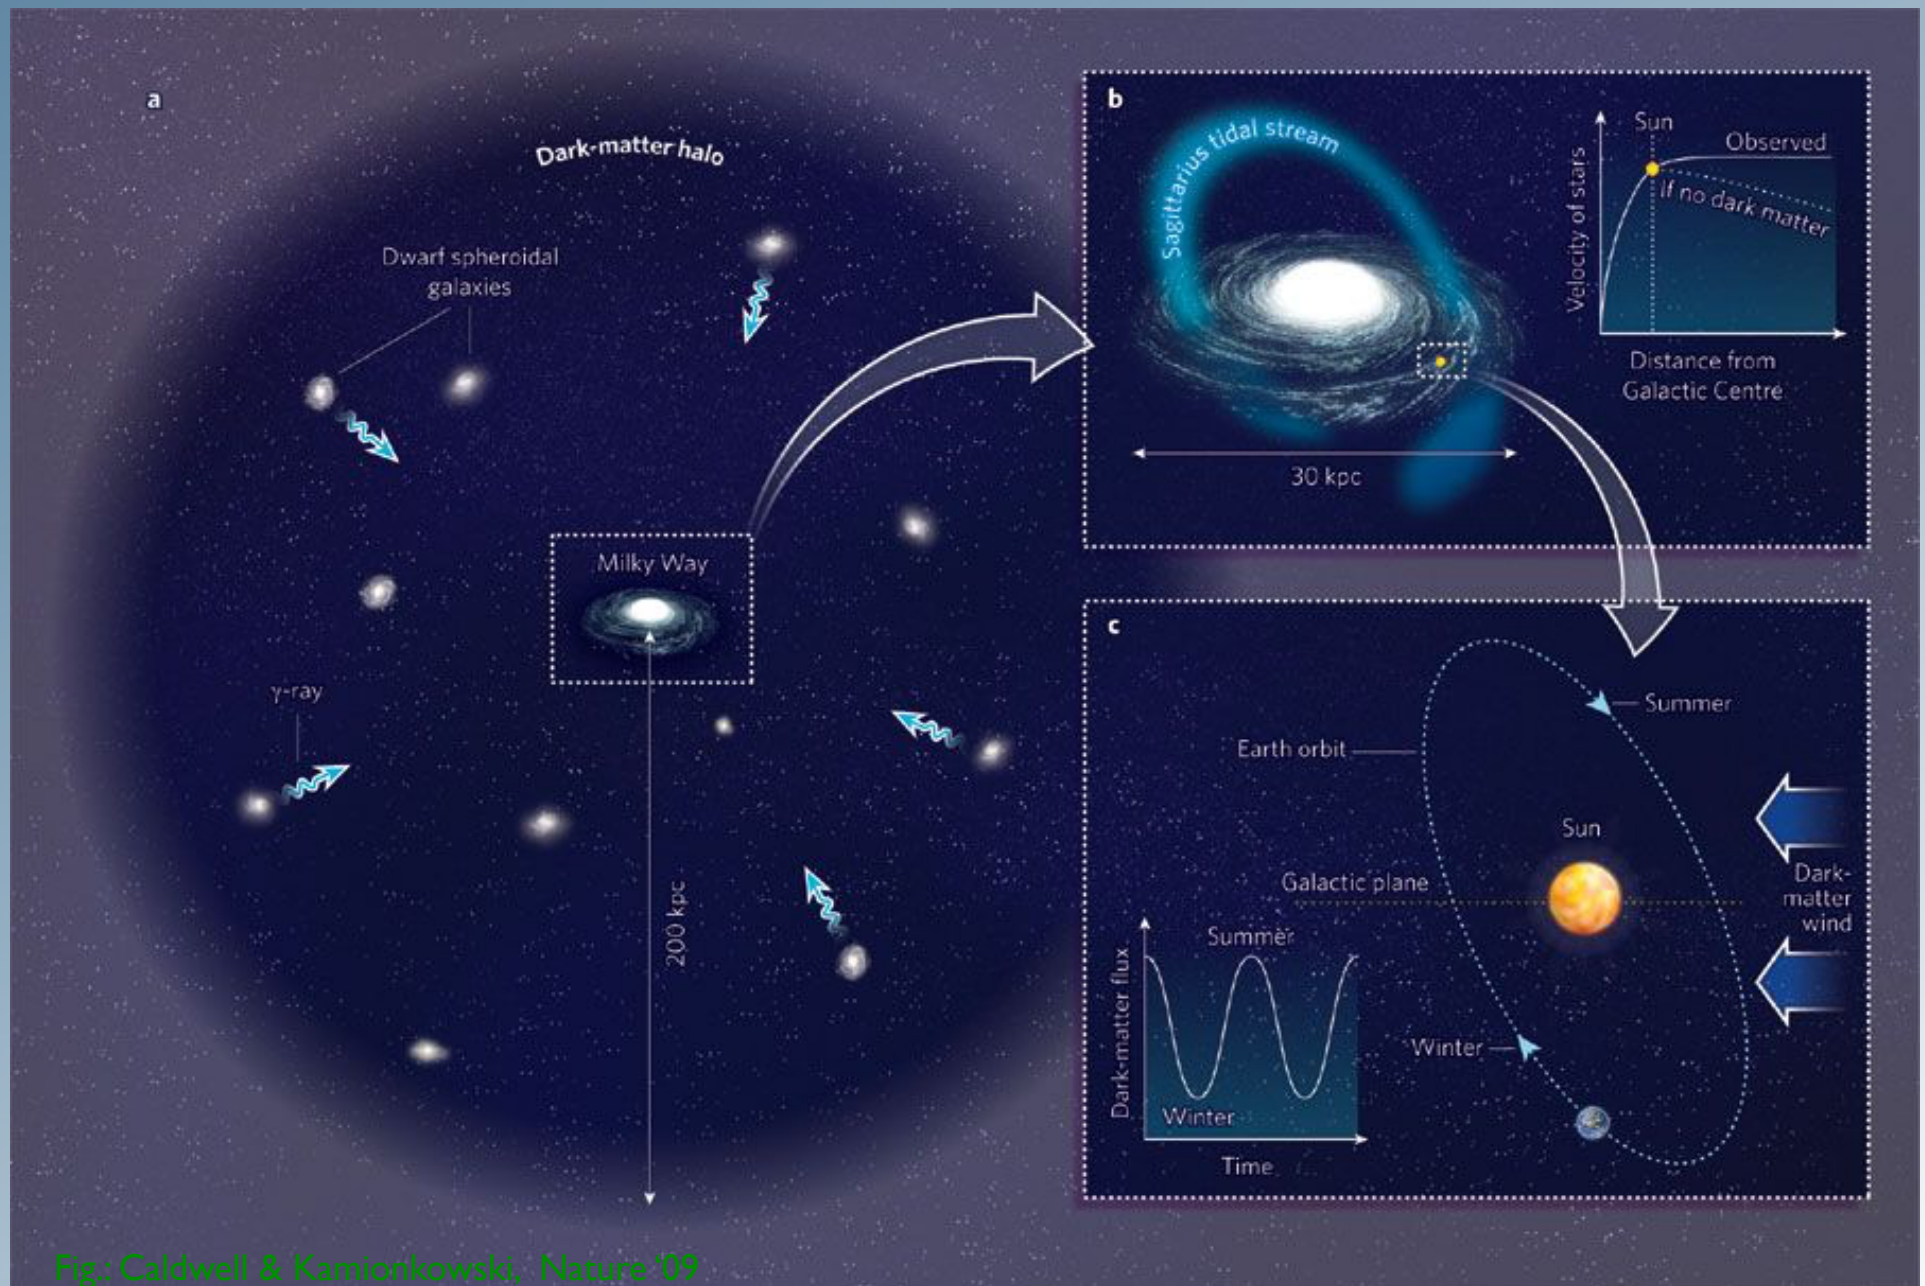 a
Dark-matter halo
Dwarf spheroidal
galaxies
Milky Way
γ-ray
200 kpc
b
Sagittarius tidal stream
30 kpc
Velocity of stars
Sun
Observed
If no dark matter
Distance from
Galactic Centre
c
Summer
Earth orbit
Sun
Galactic plane
Dark-
matter
wind
Winter
Dark-matter flux
Summer
Winter
Time
Fig.: Caldwell & Kamionkowski, Nature '09